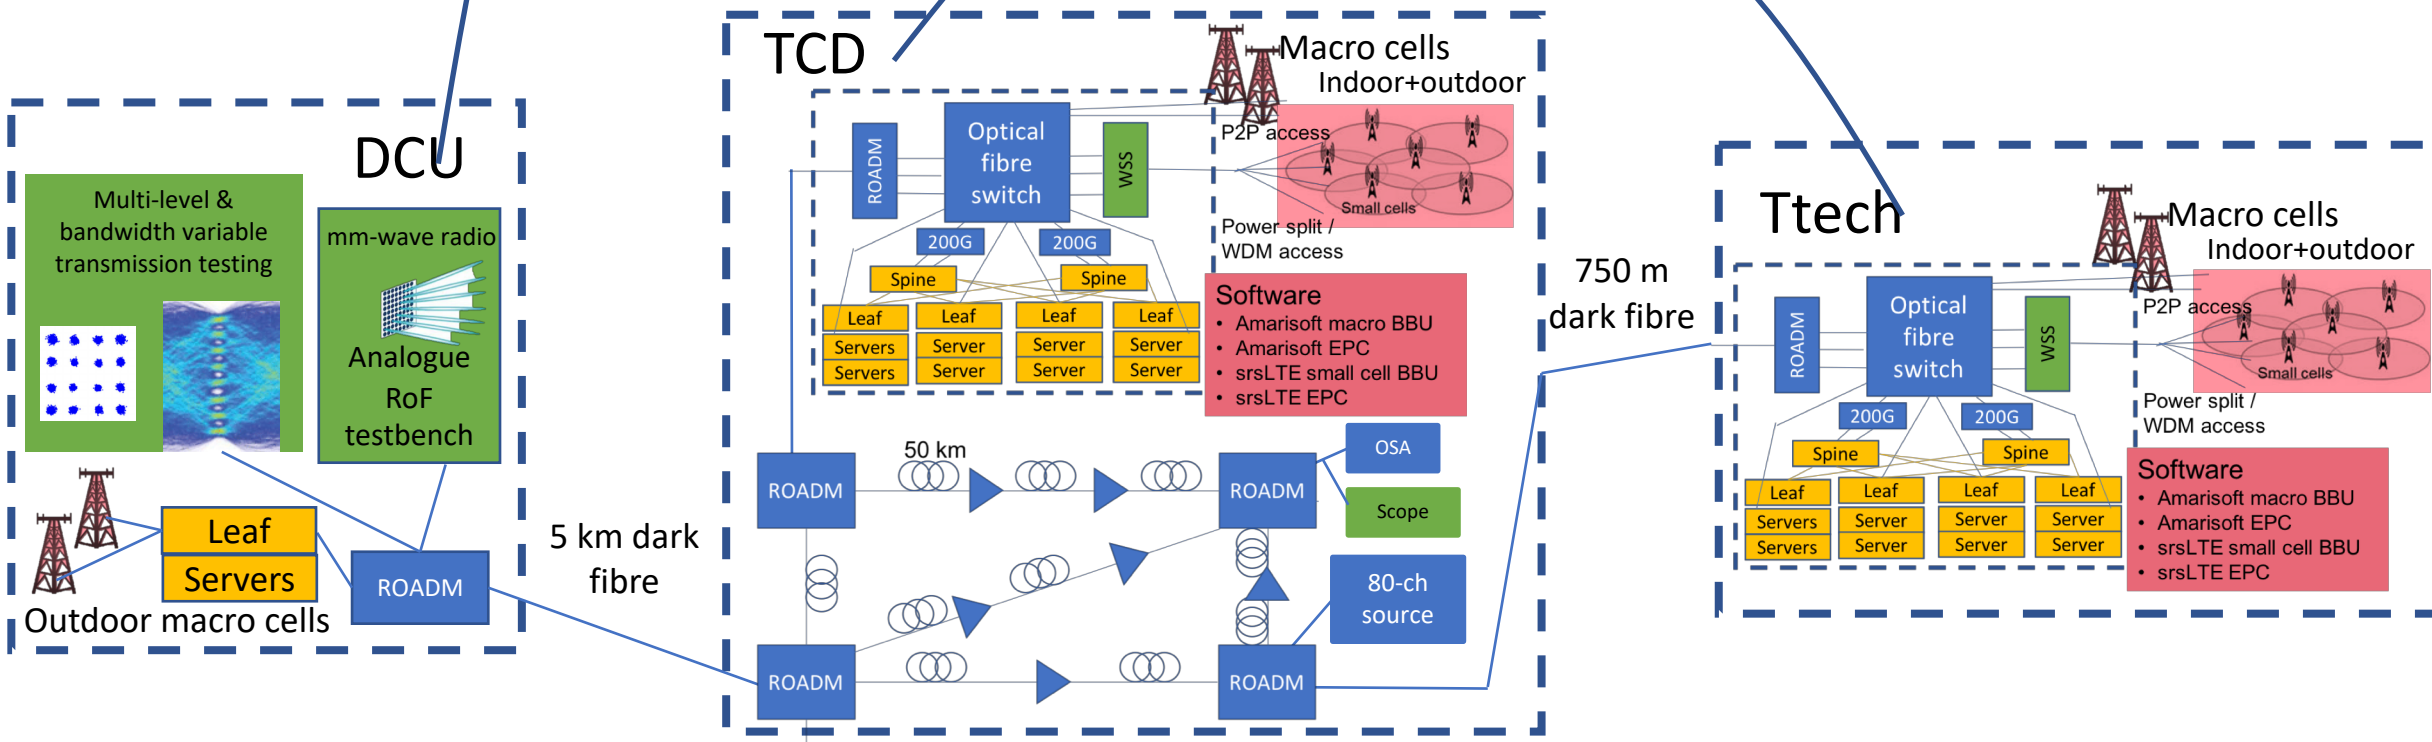 DCU
Multi-level &
bandwidth variable
transmission testing
mm-wave radio
Analogue
RoF
testbench
Leaf
Servers
ROADM
Outdoor macro cells
5 km dark
fibre
TCD
Macro cells
Indoor+outdoor
ROADM
Optical
fibre
switch
WSS
P2P access
Small cells
Power split /
WDM access
200G
200G
Spine
Spine
Leaf
Leaf
Leaf
Leaf
Servers
Server
Server
Server
Servers
Server
Server
Server
Software
• Amarisoft macro BBU
• Amarisoft EPC
• srsLTE small cell BBU
• srsLTE EPC
50 km
ROADM
ROADM
OSA
Scope
80-ch
source
ROADM
ROADM
750 m
dark fibre
Ttech
Macro cells
Indoor+outdoor
ROADM
Optical
fibre
switch
WSS
P2P access
Small cells
Power split /
WDM access
200G
200G
Spine
Spine
Leaf
Leaf
Leaf
Leaf
Servers
Server
Server
Server
Servers
Server
Server
Server
Software
• Amarisoft macro BBU
• Amarisoft EPC
• srsLTE small cell BBU
• srsLTE EPC